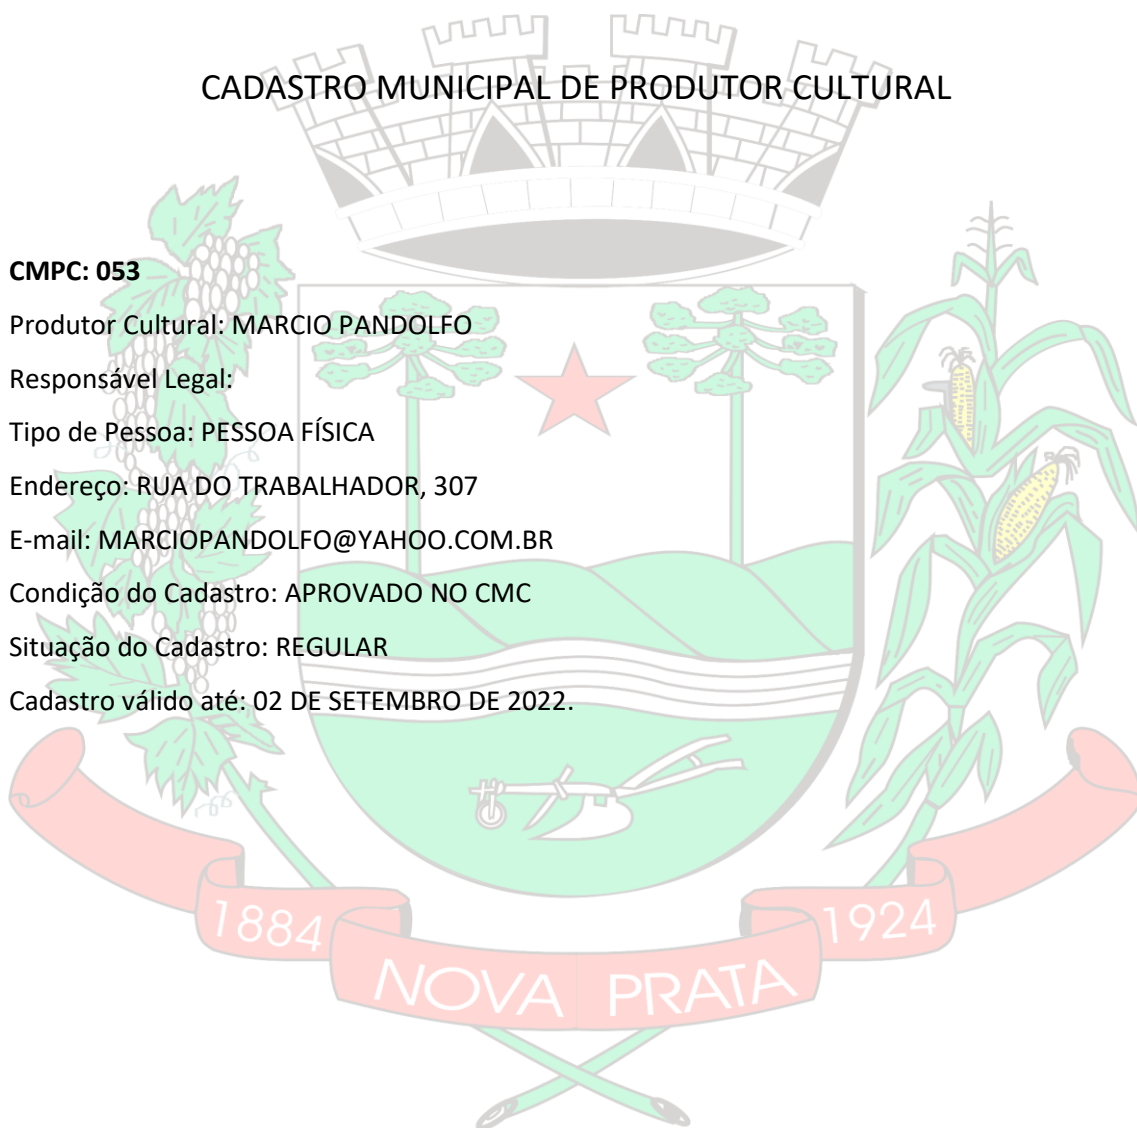 CADASTRO MUNICIPAL DE PRODUTOR CULTURAL
CMPC: 053
Produtor Cultural: MARCIO PANDOLFO
Responsável Legal:
Tipo de Pessoa: PESSOA FÍSICA
Endereço: RUA DO TRABALHADOR, 307
E-mail: MARCIOPANDOLFO@YAHOO.COM.BR
Condição do Cadastro: APROVADO NO CMC
Situação do Cadastro: REGULAR
Cadastro válido até: 02 DE SETEMBRO DE 2022.
1884
NOVA PRATA
1924